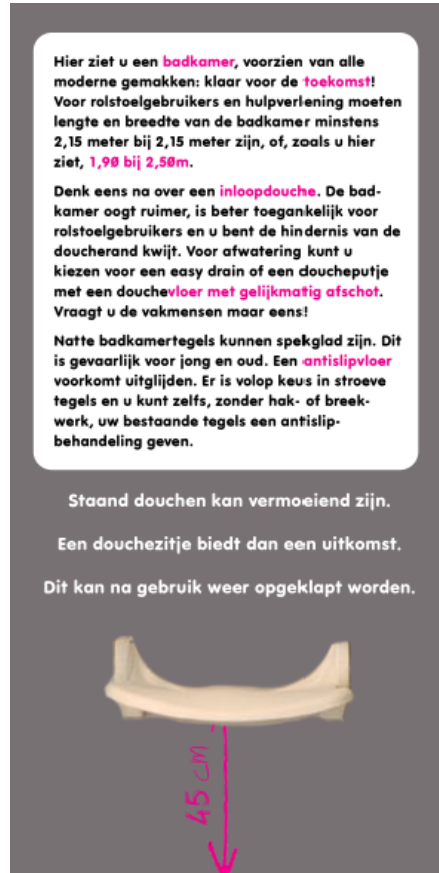 Hier ziet u een badkamer, voorzien van alle
moderne gemakken: klaar voor de toekomst!
Voor rolstoelgebruikers en hulpverlening moeten
lengte en breedte van de badkamer minstens
2,15 meter bij 2,15 meter zijn, of, zoals u hier
ziet, 1,90 bij 2,50m.
Denk eens na over een inloopdouche. De bad-
kamer oogt ruimer, is beter toegankelijk voor
rolstoelgebruikers en u bent de hindernis van de
doucherand kwijt. Voor afwatering kunt u
kiezen voor een easy drain of een doucheputje
met een douchevloer met gelijkmatig afschot.
Vraagt u de vakmensen maar eens!
Natte badkamertegels kunnen spekglad zijn. Dit
is gevaarlijk voor jong en oud. Een antislipvloer
voorkomt uitglijden. Er is volop keus in stroeve
tegels en u kunt zelfs, zonder hak- of breek-
werk, uw bestaande tegels een antislip-
behandeling geven.
Staand douchen kan vermoeiend zijn.
Een douchezitje biedt dan een uitkomst.
Dit kan na gebruik weer opgeklapt worden.
45 cm